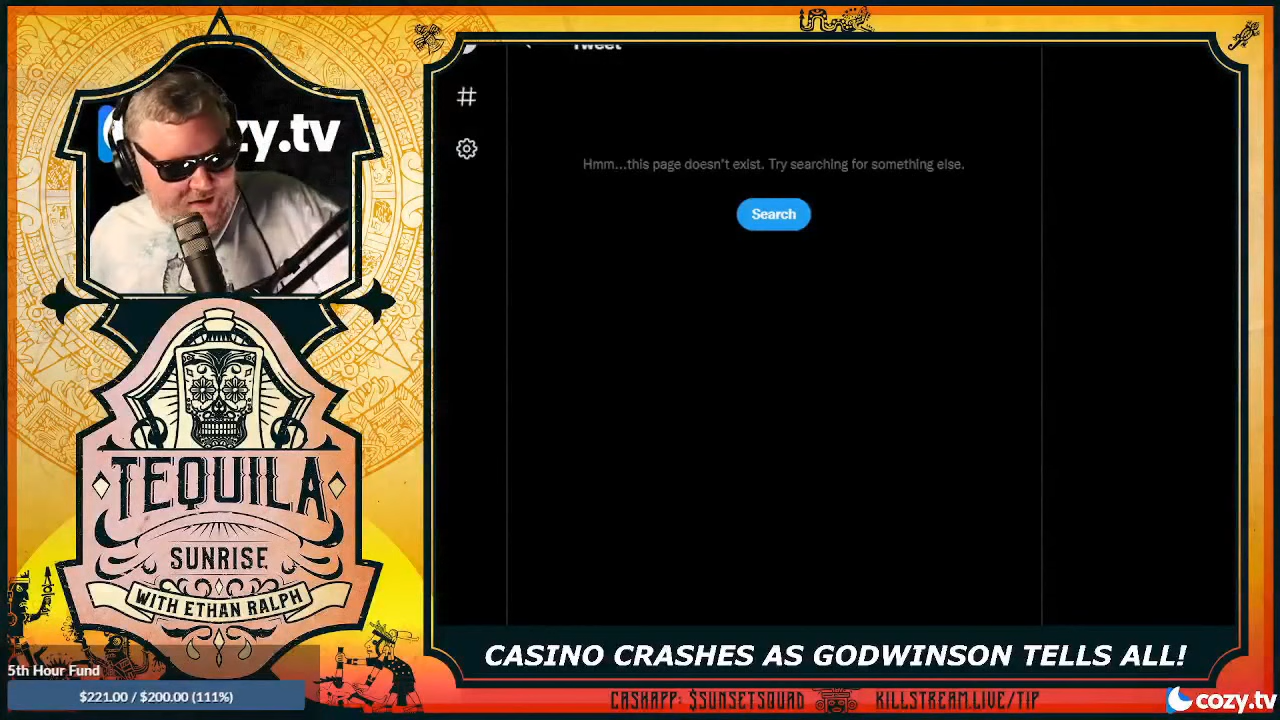 Tweet
Hmm...this page doesn't exist. Try searching for something else.
Search
zy.tv
TEQUILA
SUNRISE
WITH ETHAN RALPH
5th Hour Fund
$221.00 / $200.00 (111%)
CASINO CRASHES AS GODWINSON TELLS ALL!
CASHAPP: $SUNSETSQUAD
KILLSTREAM.LIVE/TIP
cozy.tv